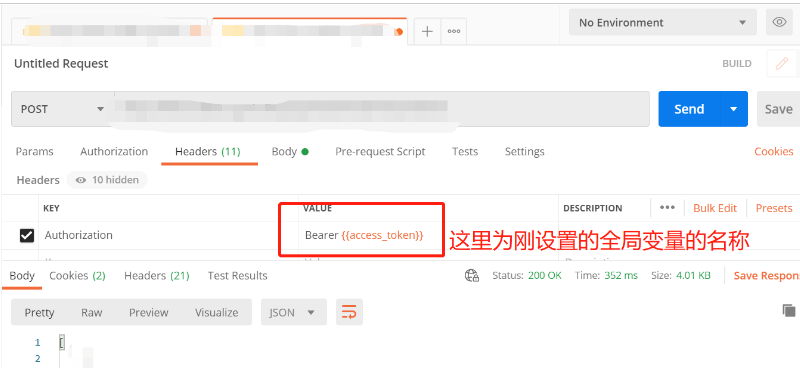 No Environment
Untitled Request
BUILD
POST
Send
Save
Params Authorization Headers (11) Body Pre-request Script Tests Settings Cookies
Headers 10 hidden
KEY VALUE DESCRIPTION Bulk Edit Presets
Authorization Bearer {{access_token}} 这里为刚设置的全局变量的名称
Body Cookies (2) Headers (21) Test Results Status: 200 OK Time: 352 ms Size: 4.01 KB Save Respon
Pretty Raw Preview Visualize JSON
1 [
2